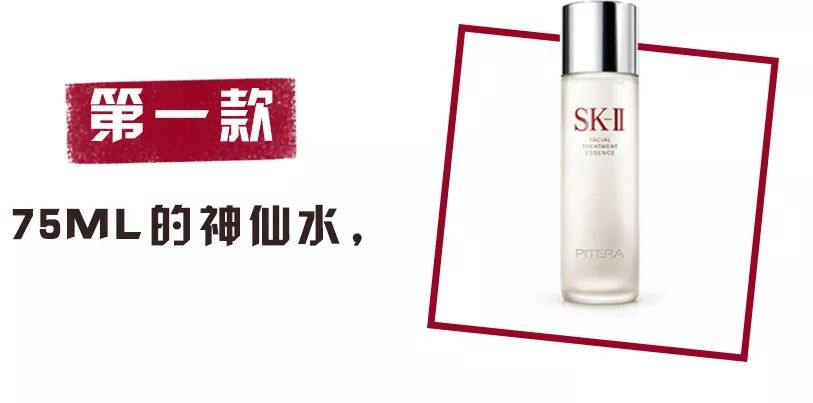 第一款
75ML的神仙水，
SK-II
FACIAL
TREATMENT
ESSENCE
PITERA